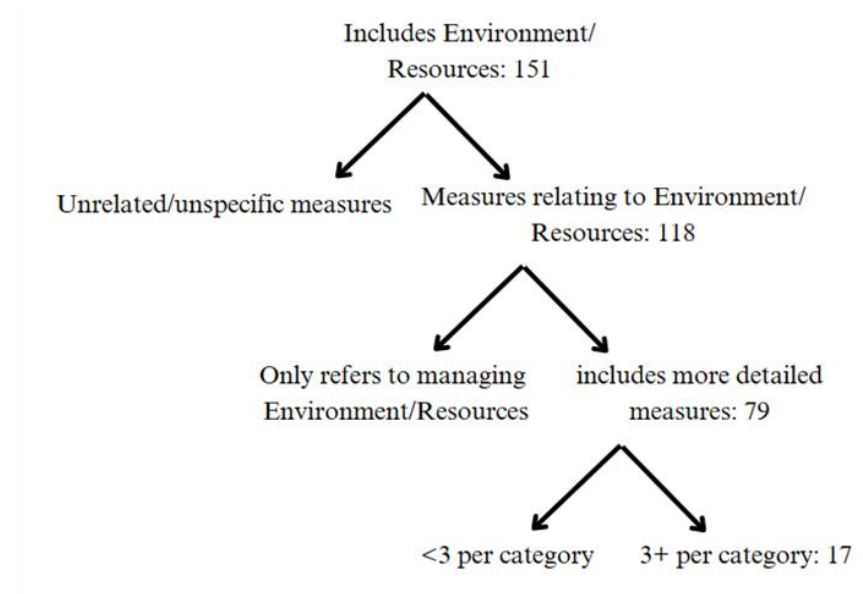 Includes Environment/
Resources: 151
Unrelated/unspecific measures
Measures relating to Environment/
Resources: 118
Only refers to managing
Environment/Resources
includes more detailed
measures: 79
<3 per category
3+ per category: 17